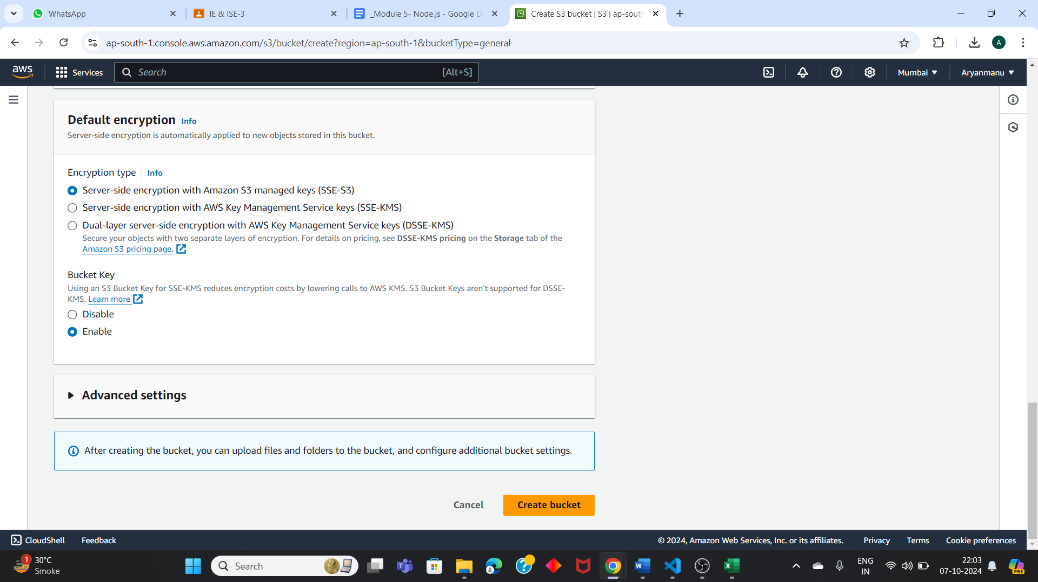 WhatsApp
IE & ISE-3
_Module 5- Node.js - Google D
Create S3 bucket | S3 | ap-sout
ap-south-1.console.aws.amazon.com/s3/bucket/create?region=ap-south-1&bucketType=general
A
aws
Services
Search
[Alt+S]
Mumbai
Aryanmanu
Default encryption Info
Server-side encryption is automatically applied to new objects stored in this bucket.
Encryption type Info
Server-side encryption with Amazon S3 managed keys (SSE-S3)
Server-side encryption with AWS Key Management Service keys (SSE-KMS)
Dual-layer server-side encryption with AWS Key Management Service keys (DSSE-KMS)
Secure your objects with two separate layers of encryption. For details on pricing, see DSSE-KMS pricing on the Storage tab of the
Amazon S3 pricing page.
Bucket Key
Using an S3 Bucket Key for SSE-KMS reduces encryption costs by lowering calls to AWS KMS. S3 Bucket Keys aren't supported for DSSE-
KMS. Learn more
Disable
Enable
Advanced settings
After creating the bucket, you can upload files and folders to the bucket, and configure additional bucket settings.
Cancel
Create bucket
CloudShell
Feedback
© 2024, Amazon Web Services, Inc. or its affiliates.
Privacy
Terms
Cookie preferences
1
30°C
Smoke
Search
ENG
IN
22:03
07-10-2024